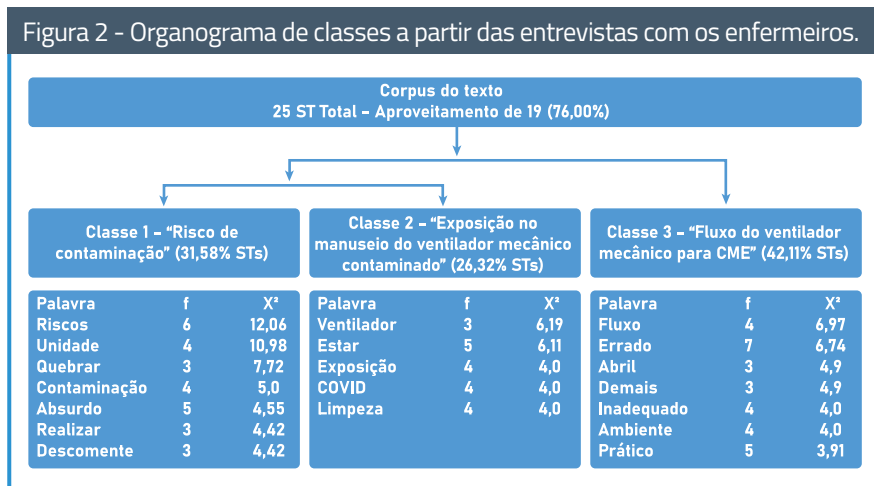 Figura 2 - Organograma de classes a partir das entrevistas com os enfermeiros.
Corpus do texto
25 ST Total – Aproveitamento de 19 (76,00%)
Classe 1 – “Risco de
contaminação” (31,58% STs)
Classe 2 – “Exposição no
manuseio do ventilador mecânico
contaminado” (26,32% STs)
Classe 3 – “Fluxo do ventilador
mecânico para CME” (42,11% STs)
Palavra f X²
Riscos 6 12,06
Unidade 4 10,98
Quebrar 3 7,72
Contaminação 4 5,0
Absurdo 5 4,55
Realizar 3 4,42
Descomente 3 4,42
Palavra f X²
Ventilador 3 6,19
Estar 5 6,11
Exposição 4 4,0
COVID 4 4,0
Limpeza 4 4,0
Palavra f X²
Fluxo 4 6,97
Errado 7 6,74
Abril 3 4,9
Demais 3 4,9
Inadequado 4 4,0
Ambiente 4 4,0
Prático 5 3,91